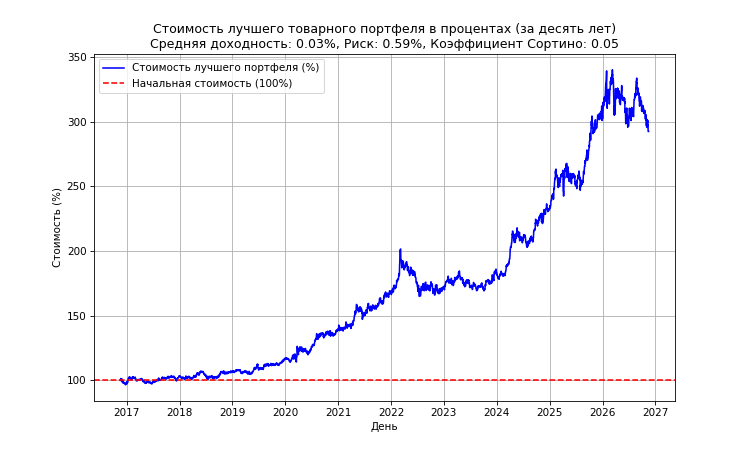 Стоимость лучшего товарного портфеля в процентах (за десять лет)
Средняя доходность: 0.03%, Риск: 0.59%, Коэффициент Сортино: 0.05
Стоимость лучшего портфеля (%)
Начальная стоимость (100%)
Стоимость (%)
350
300
250
200
150
100
2017 2018 2019 2020 2021 2022 2023 2024 2025 2026 2027
День